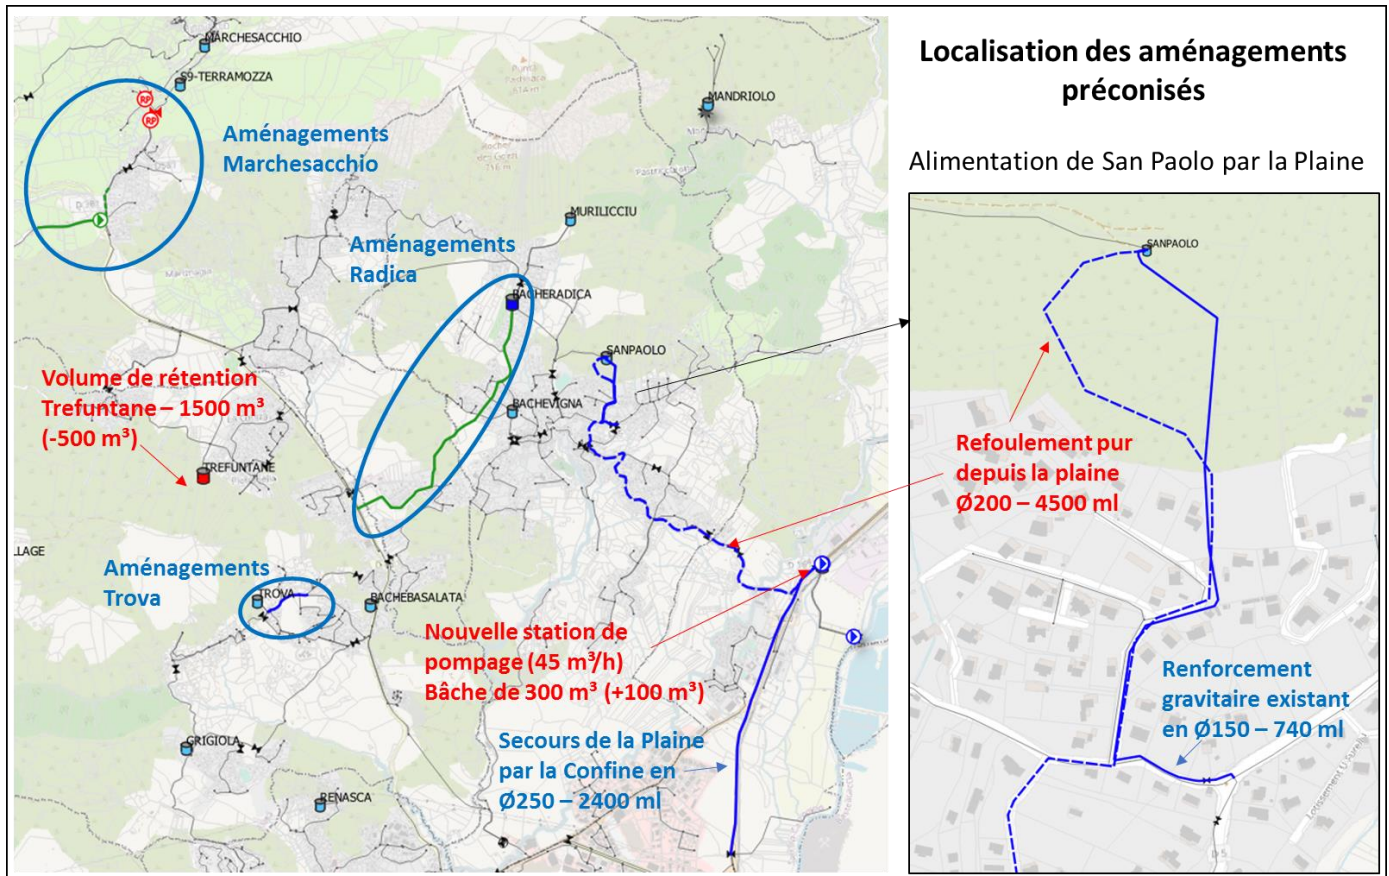 MARCHESACCHIO
S9-TERRAMOZZA
RP
RP
Aménagements
Marchesacchio
MANDRIOLO
MURILICCIU
Aménagements
Radica
BACHERADICA
SANPAOLO
BACHEVIGNA
Volume de rétention
Trefuntane – 1500 m³
(-500 m³)
TREFUNTANE
LLAGE
Aménagements
Trova
TROVA
BACHEBASALATA
Nouvelle station de
pompage (45 m³/h)
Bâche de 300 m³ (+100 m³)
Secours de la Plaine
par la Confine en
Ø250 – 2400 ml
GRIGIOLA
RENASCA
Localisation des aménagements
préconisés
Alimentation de San Paolo par la Plaine
SANPAOLO
Refoulement pur
depuis la plaine
Ø200 – 4500 ml
Renforcement
gravitaire existant
en Ø150 – 740 ml
D 5